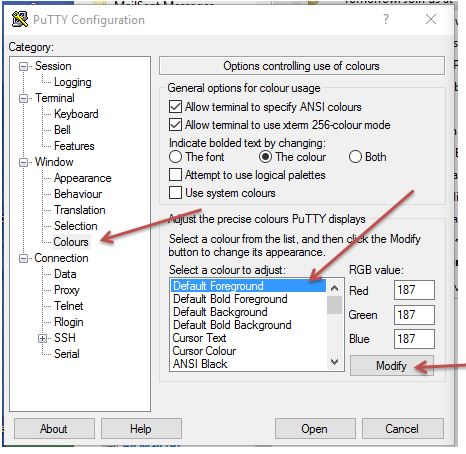 MailSent Messages
PuTTY Configuration
?
Category:
Session
Logging
Terminal
Keyboard
Bell
Features
Window
Appearance
Behaviour
Translation
Selection
Colours
Connection
Data
Proxy
Telnet
Rlogin
SSH
Serial
Options controlling use of colours
General options for colour usage
Allow terminal to specify ANSI colours
Allow terminal to use xterm 256-colour mode
Indicate bolded text by changing:
The font
The colour
Both
Attempt to use logical palettes
Use system colours
Adjust the precise colours PuTTY displays
Select a colour from the list, and then click the Modify
button to change its appearance.
Select a colour to adjust:
Default Foreground
Default Bold Foreground
Default Background
Default Bold Background
Cursor Text
Cursor Colour
ANSI Black
RGB value:
Red 187
Green 187
Blue 187
Modify
About
Help
Open
Cancel